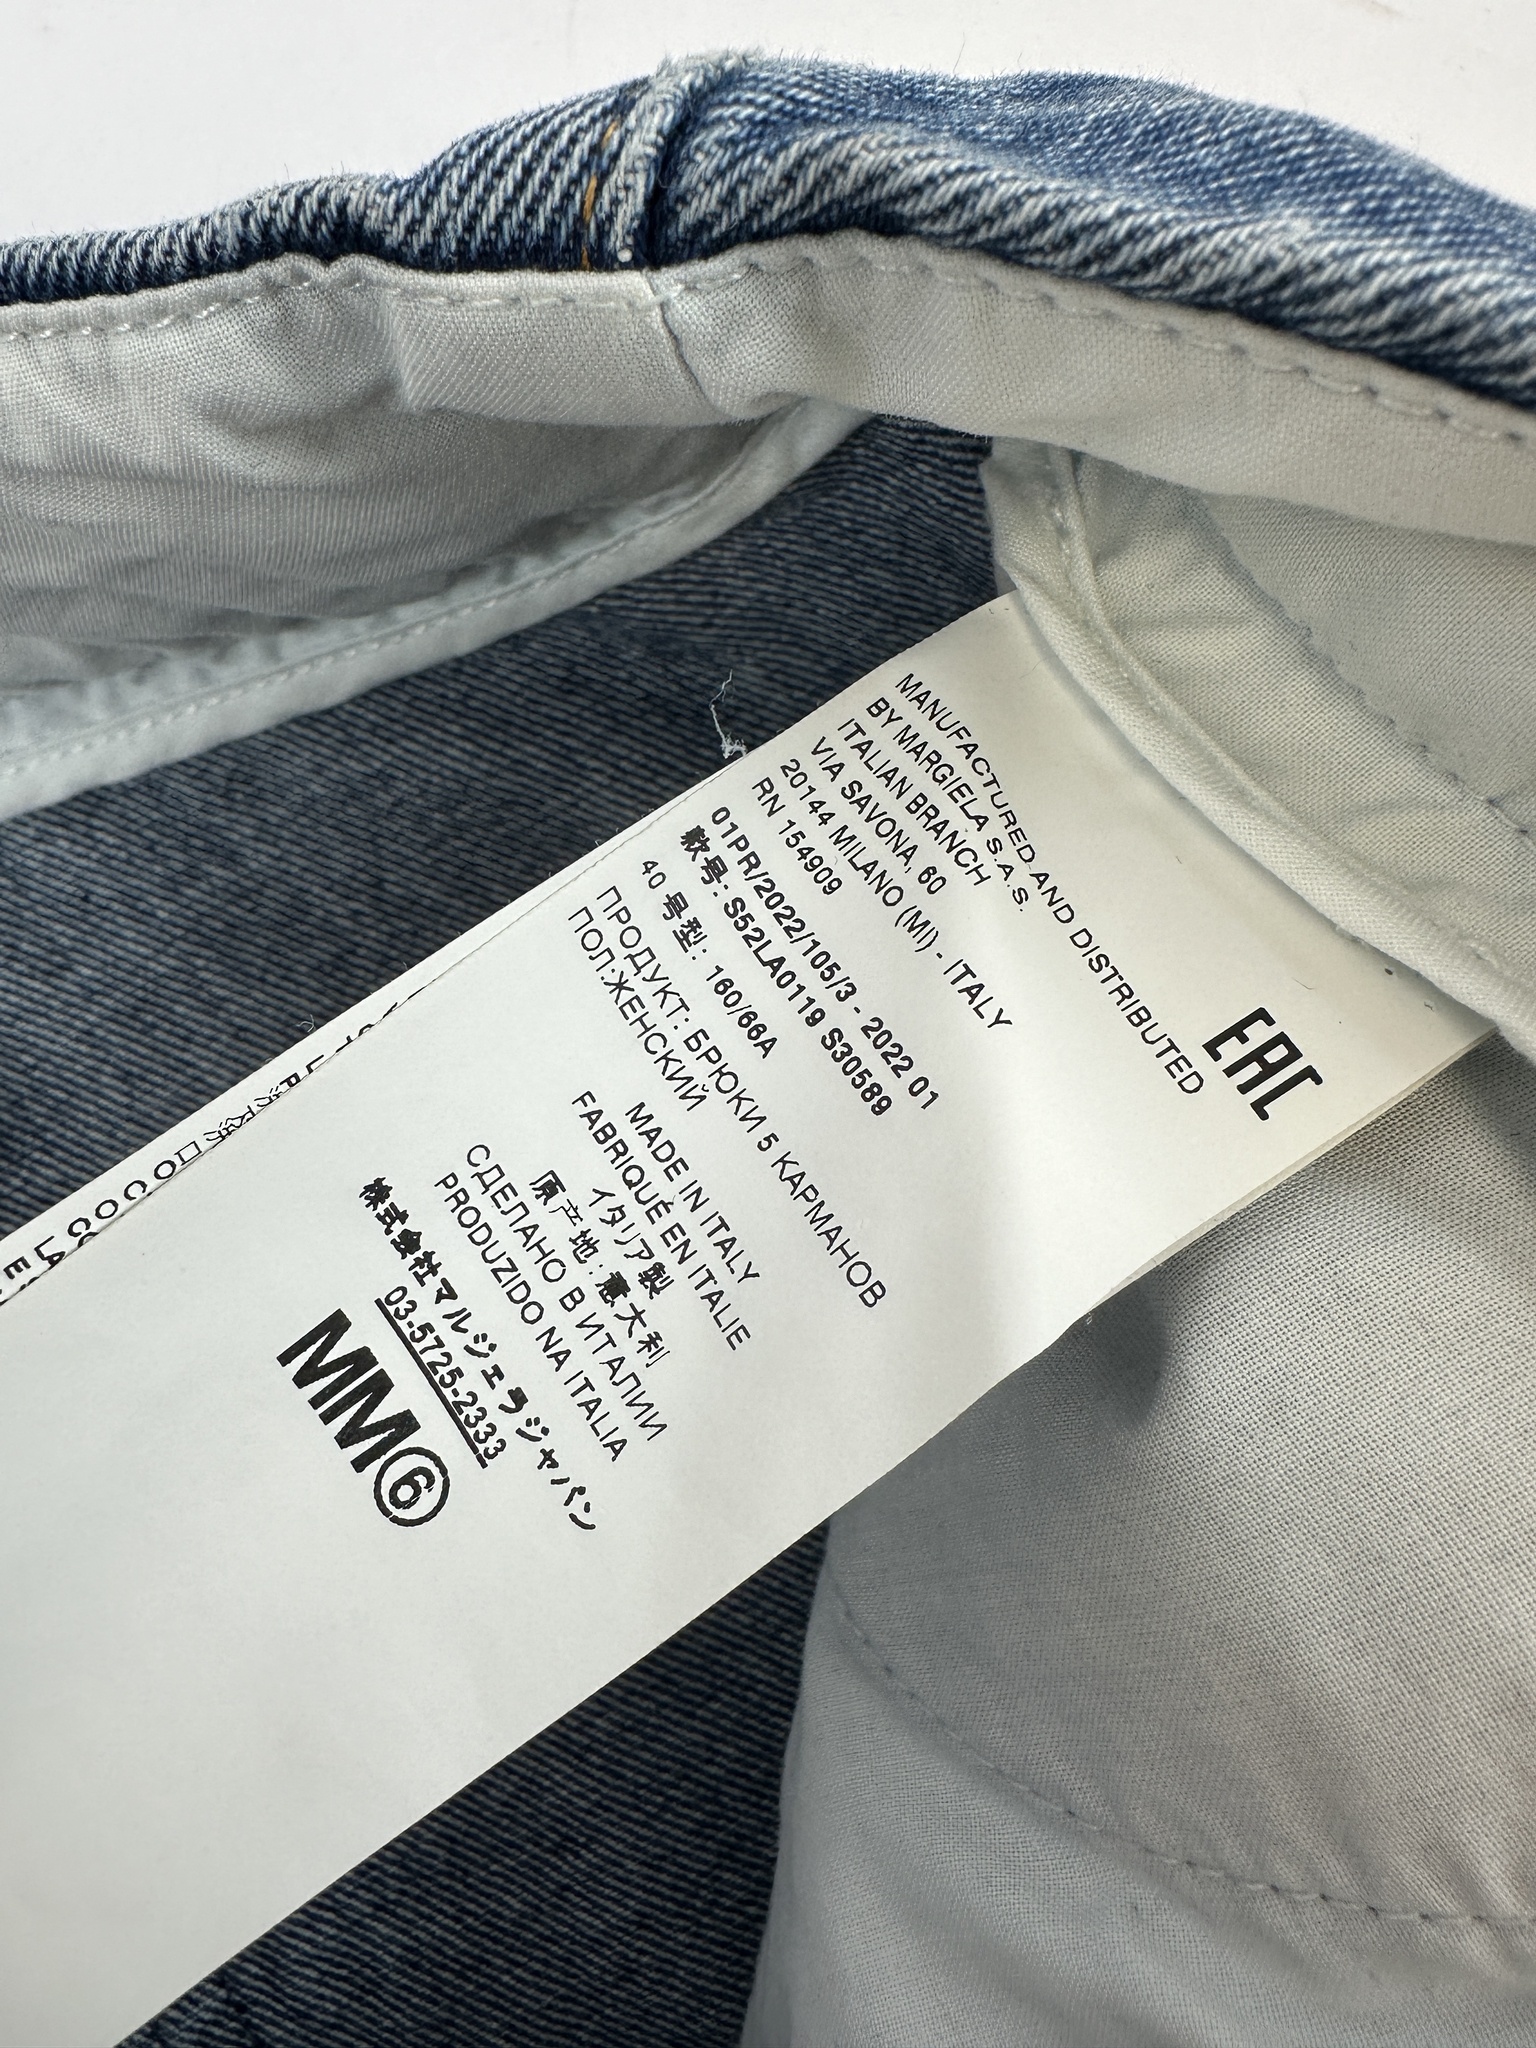 EAC
MANUFACTURED AND DISTRIBUTED
BY MARGIELA S.A.S.
ITALIAN BRANCH
VIA SAVONA, 60
20144 MILANO (MI) - ITALY
RN 154909
01PR/2022/105/3 - 2022 01
款号: S52LA0119 S30589
40 号型: 160/66A
ПРОДУКТ: БРЮКИ 5 КАРМАНОВ
ПОЛ:ЖЕНСКИЙ
MADE IN ITALY
FABRIQUÉ EN ITALIE
イタリア製
原产地: 意大利
СДЕЛАНО В ИТАЛИИ
PRODUZIDO NA ITALIA
株式会社マルジェラジャパン
03-5725-2333
MM6